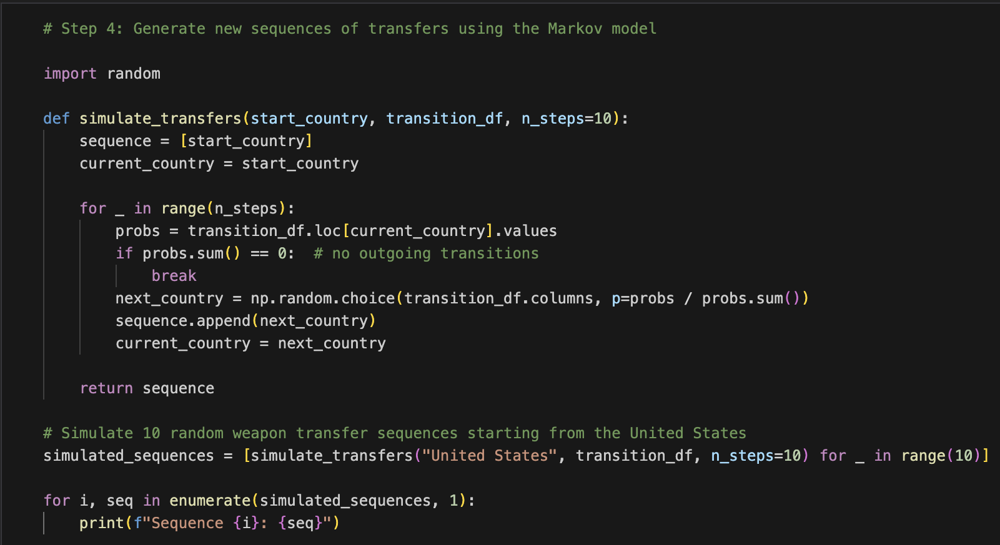 # Step 4: Generate new sequences of transfers using the Markov model
import random
def simulate_transfers(start_country, transition_df, n_steps=10):
    sequence = [start_country]
    current_country = start_country
    for _ in range(n_steps):
        probs = transition_df.loc[current_country].values
        if probs.sum() == 0:  # no outgoing transitions
            break
        next_country = np.random.choice(transition_df.columns, p=probs / probs.sum())
        sequence.append(next_country)
        current_country = next_country
    return sequence
# Simulate 10 random weapon transfer sequences starting from the United States
simulated_sequences = [simulate_transfers("United States", transition_df, n_steps=10) for _ in range(10)]
for i, seq in enumerate(simulated_sequences, 1):
    print(f"Sequence {i}: {seq}")